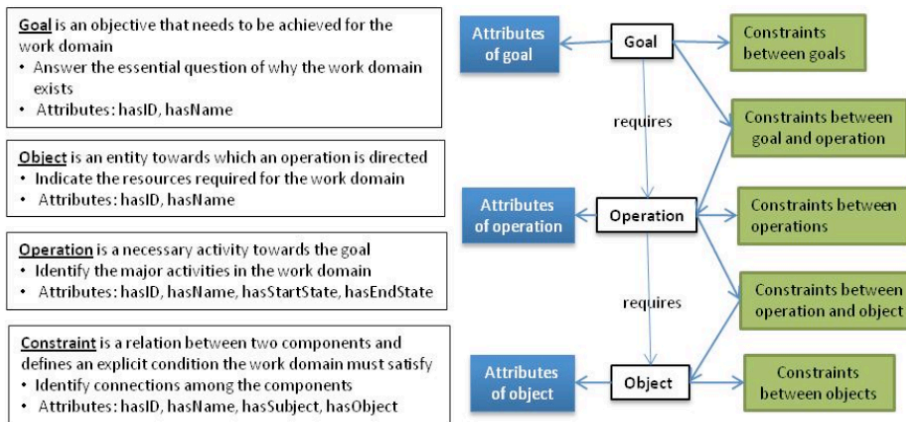 Goal is an objective that needs to be achieved for the
work domain
• Answer the essential question of why the work domain
exists
• Attributes: hasID, hasName
Object is an entity towards which an operation is directed
• Indicate the resources required for the work domain
• Attributes: hasID, hasName
Operation is a necessary activity towards the goal
• Identify the major activities in the work domain
• Attributes: hasID, hasName, hasStartState, hasEndState
Constraint is a relation between two components and
defines an explicit condition the work domain must satisfy
• Identify connections among the components
• Attributes: hasID, hasName, hasSubject, hasObject
Attributes
of goal
Goal
Constraints
between goals
requires
Constraints between
goal and operation
Attributes
of operation
Operation
Constraints between
operations
requires
Constraints between
operation and object
Attributes
of object
Object
Constraints
between objects